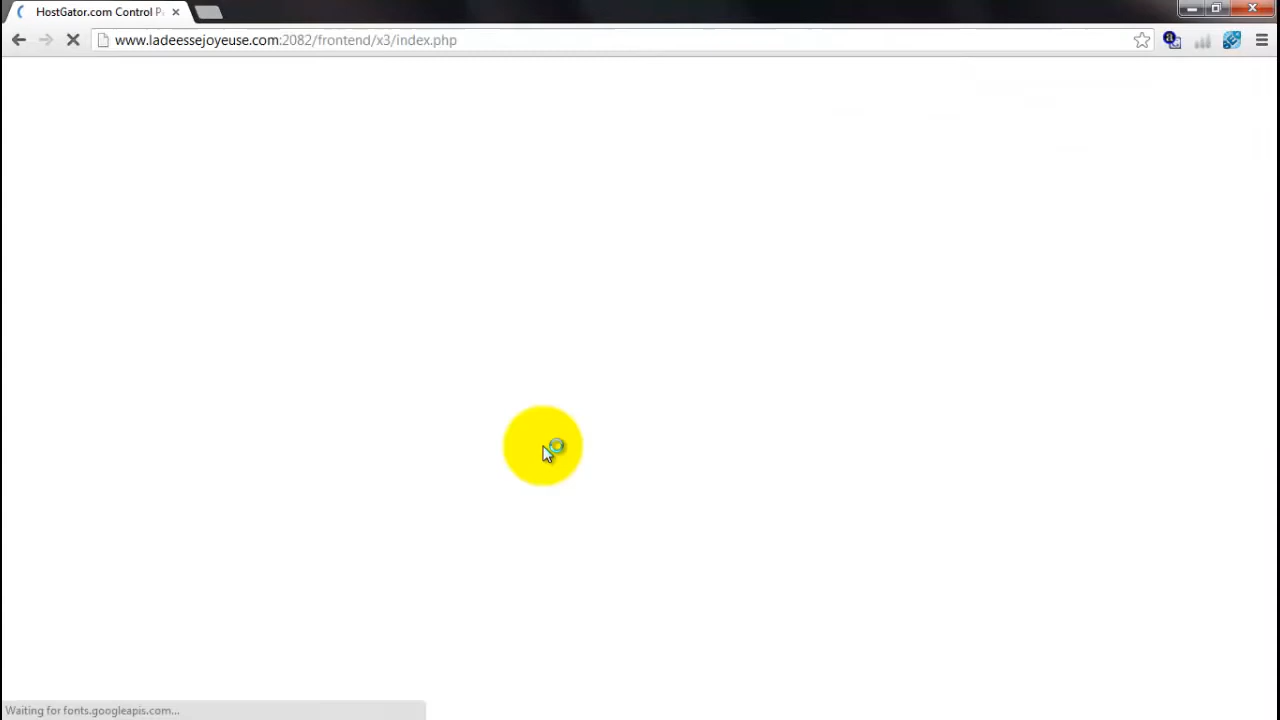 HostGator.com Control P
www.ladeessejoyeuse.com:2082/frontend/x3/index.php
Waiting for fonts.googleapis.com...